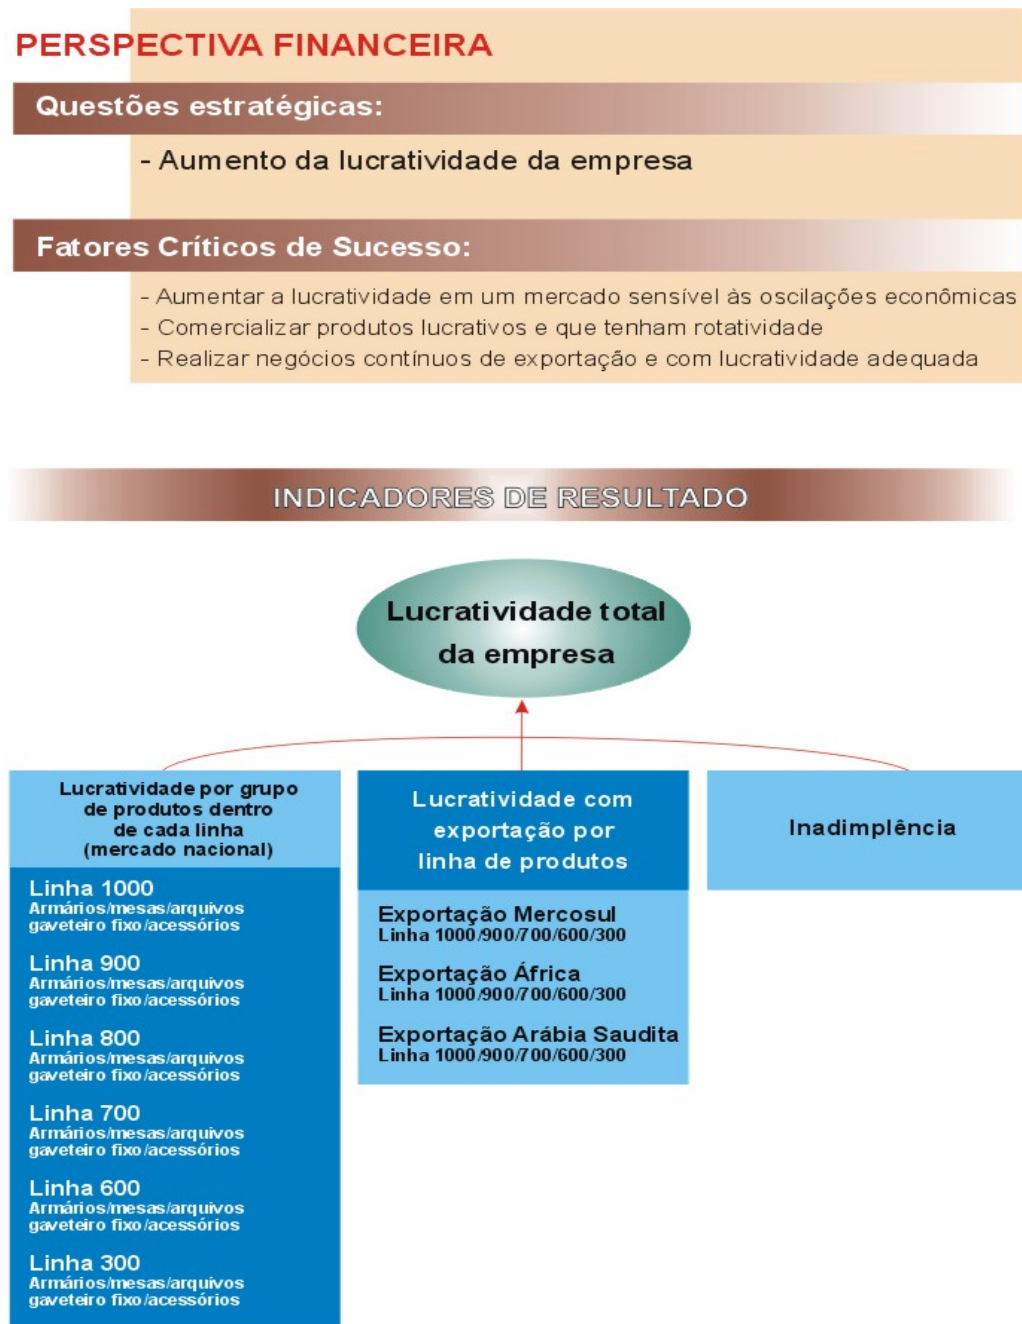 PERSPECTIVA FINANCEIRA
Questões estratégicas:
- Aumento da lucratividade da empresa
Fatores Críticos de Sucesso:
- Aumentar a lucratividade em um mercado sensível às oscilações econômicas
- Comercializar produtos lucrativos e que tenham rotatividade
- Realizar negócios contínuos de exportação e com lucratividade adequada
INDICADORES DE RESULTADO
Lucratividade total
da empresa
Lucratividade por grupo
de produtos dentro
de cada linha
(mercado nacional)
Linha 1000
Armários/mesas/arquivos
gaveteiro fixo/acessórios
Linha 900
Armários/mesas/arquivos
gaveteiro fixo/acessórios
Linha 800
Armários/mesas/arquivos
gaveteiro fixo/acessórios
Linha 700
Armários/mesas/arquivos
gaveteiro fixo/acessórios
Linha 600
Armários/mesas/arquivos
gaveteiro fixo/acessórios
Linha 300
Armários/mesas/arquivos
gaveteiro fixo/acessórios
Lucratividade com
exportação por
linha de produtos
Exportação Mercosul
Linha 1000/900/700/600/300
Exportação África
Linha 1000/900/700/600/300
Exportação Arábia Saudita
Linha 1000/900/700/600/300
Inadimplência